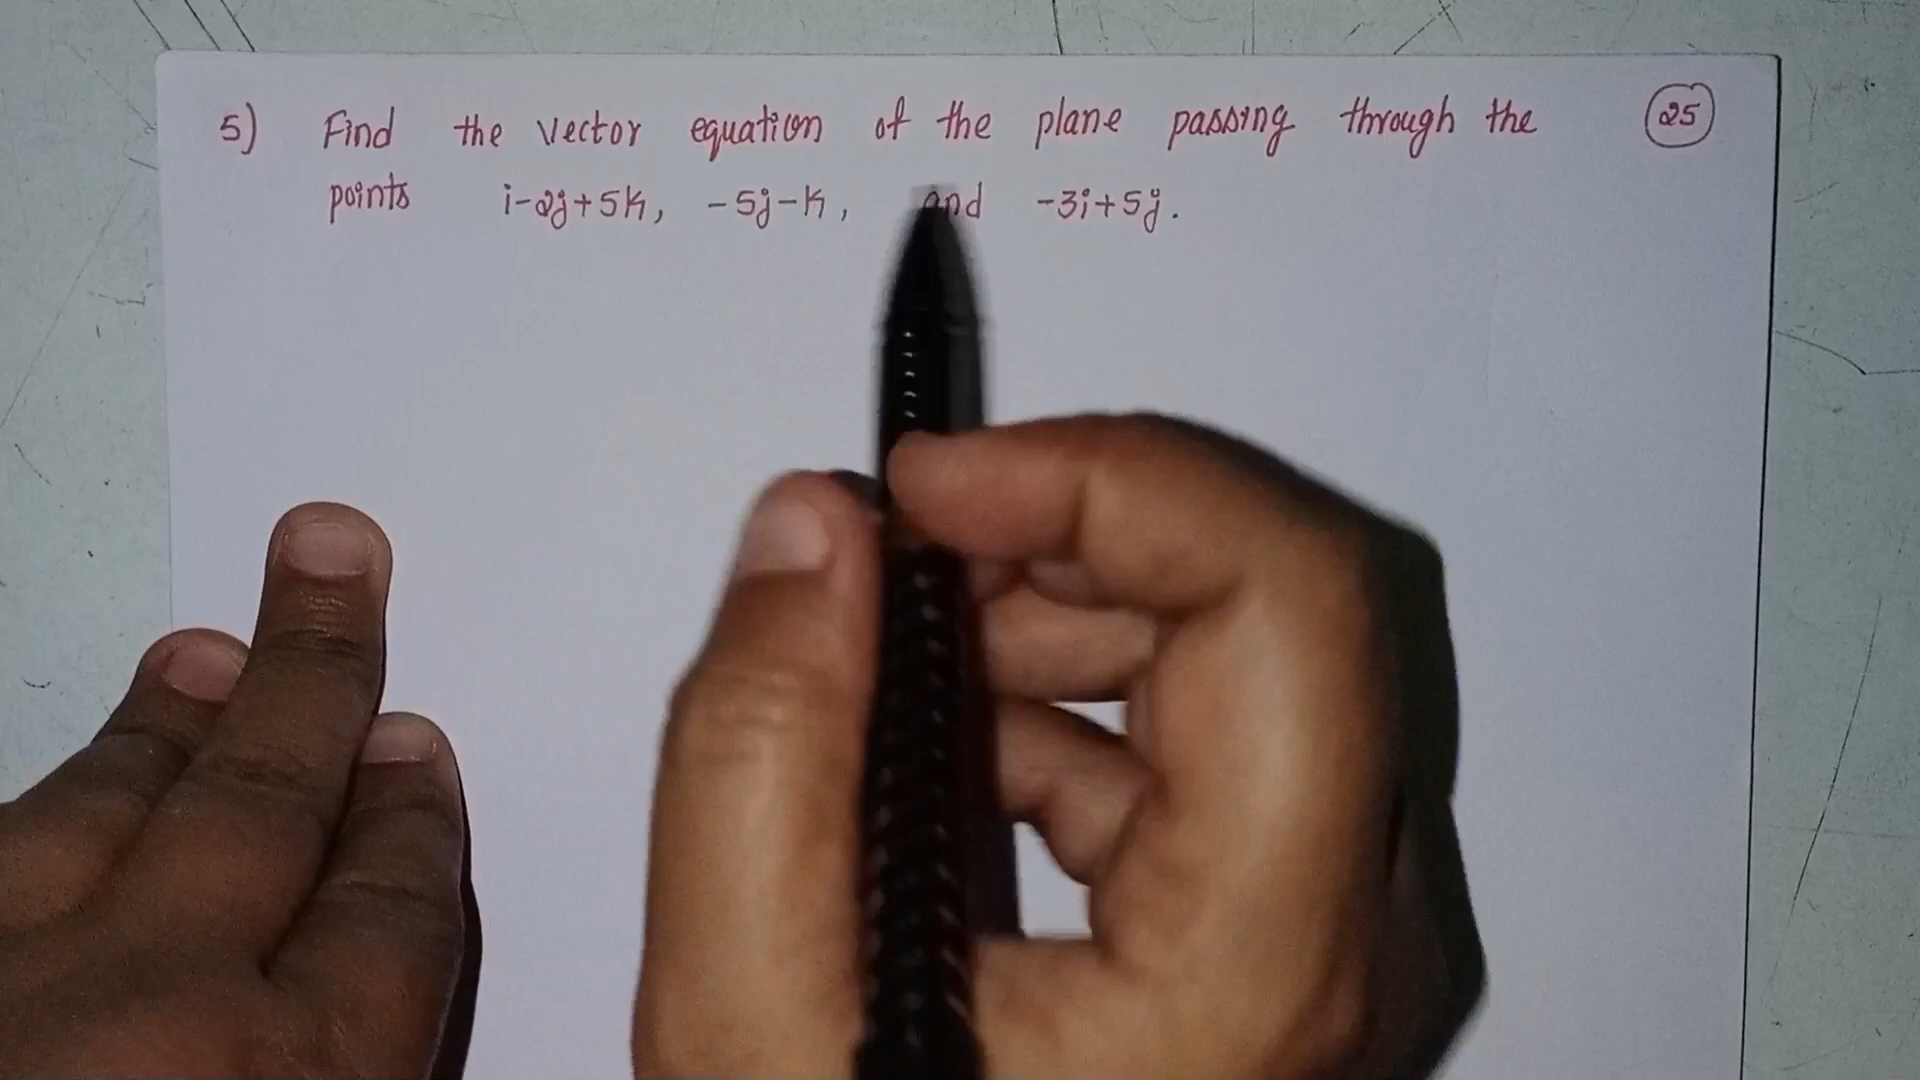 5) Find the vector equation of the plane passing through the 25
points i-2j+5k, -5j-k, and -3i+5j.